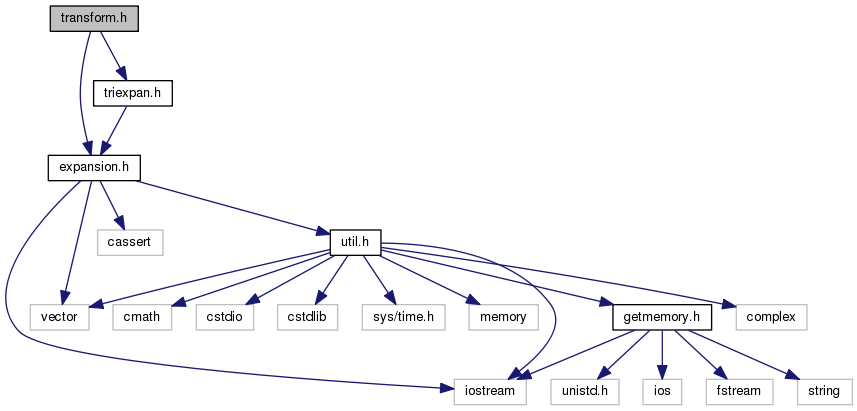 transform.h
triexpan.h
expansion.h
cassert
util.h
vector
cmath
cstdio
cstdlib
sys/time.h
memory
getmemory.h
complex
iostream
unistd.h
ios
fstream
string